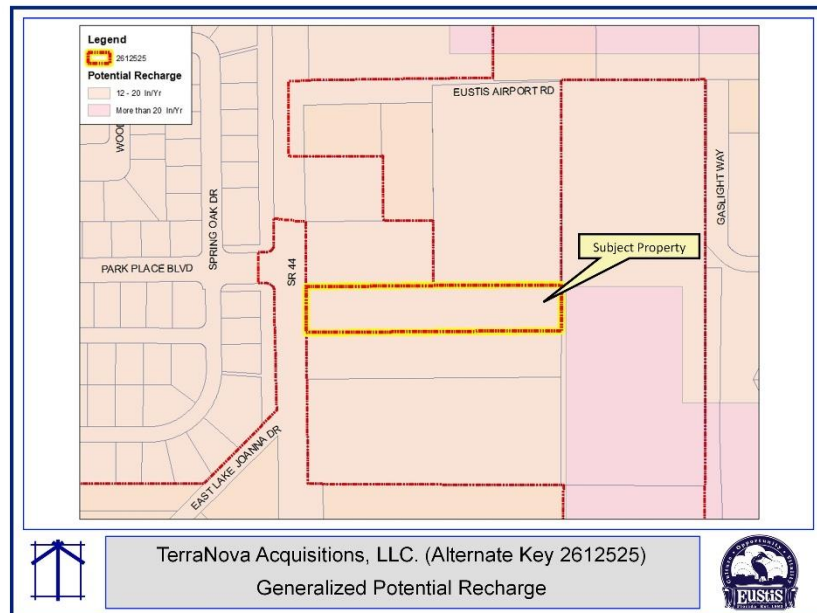 Legend
2612525
Potential Recharge
12 - 20 In/Yr
More than 20 In/Yr
EUSTIS AIRPORT RD
SPRING OAK DR
GASLIGHT WAY
PARK PLACE BLVD
SR 44
Subject Property
EAST LAKE JOANNA DR
TerraNova Acquisitions, LLC. (Alternate Key 2612525)
Generalized Potential Recharge
EUSTIS